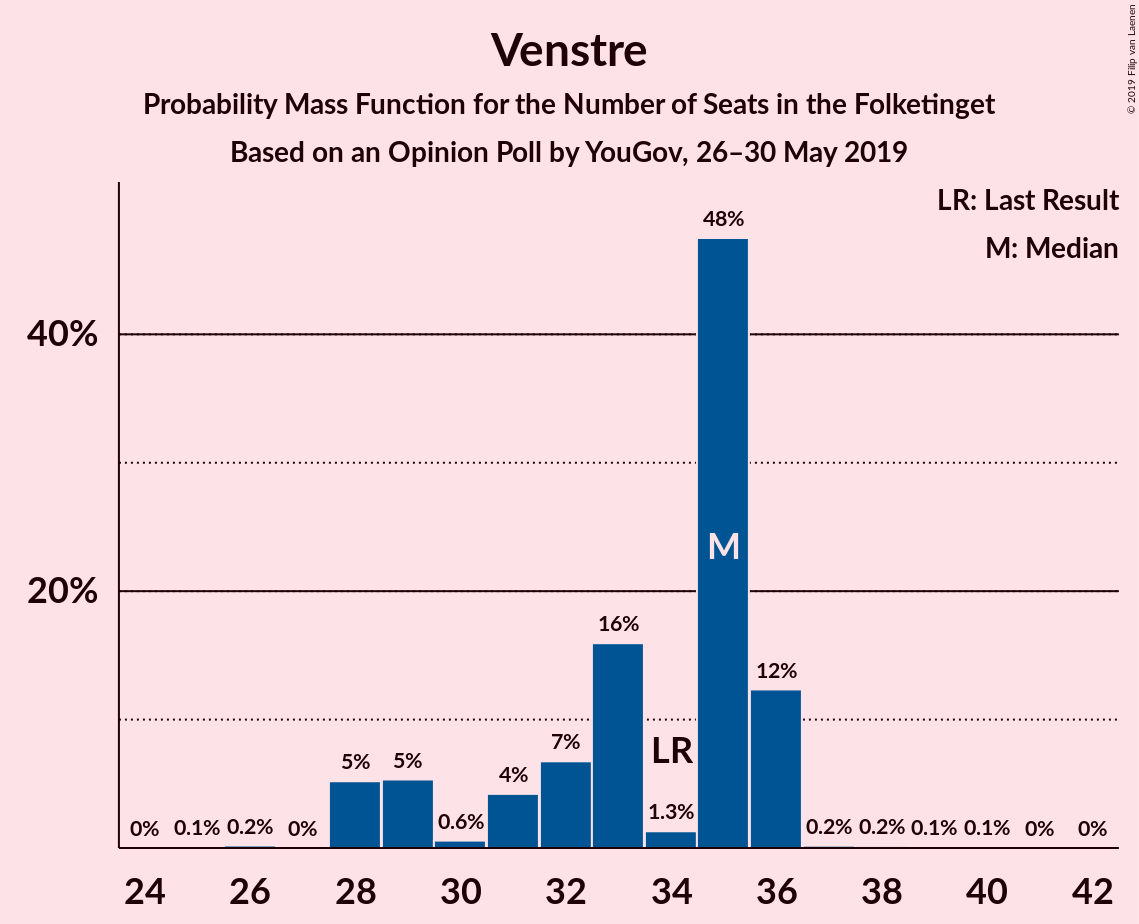 Venstre
Probability Mass Function for the Number of Seats in the Folketinget
Based on an Opinion Poll by YouGov, 26–30 May 2019
© 2019 Filip van Laenen
LR: Last Result
M: Median
40%
20%
0%
0.1%
0.2%
0%
5%
5%
0.6%
4%
7%
16%
LR
1.3%
48%
M
12%
0.2%
0.2%
0.1%
0.1%
0%
0%
24 26 28 30 32 34 36 38 40 42